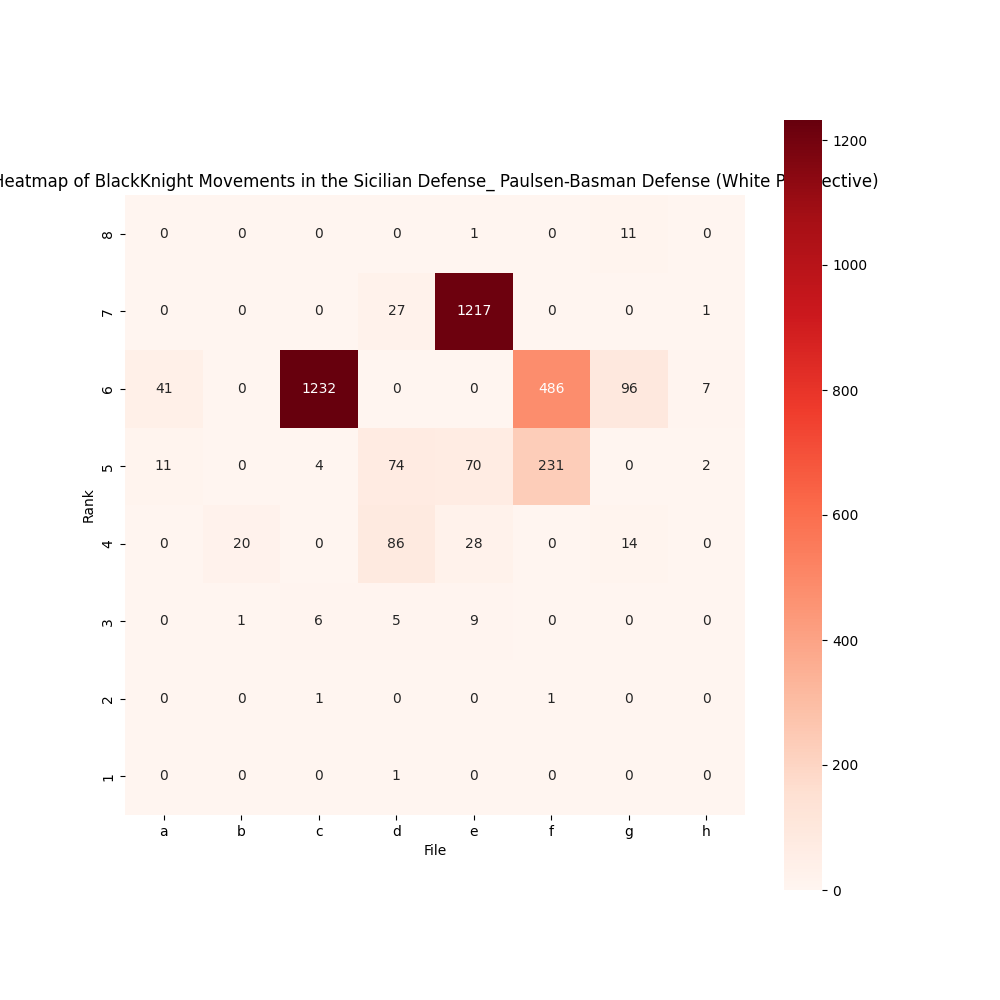 Heatmap of BlackKnight Movements in the Sicilian Defense_ Paulsen-Basman Defense (White P ective)
1200
1000
800
600
400
200
0
8 0 0 0 0 1 0 11 0
7 0 0 0 27 1217 0 0 1
6 41 0 1232 0 0 486 96 7
5 11 0 4 74 70 231 0 2
4 0 20 0 86 28 0 14 0
3 0 1 6 5 9 0 0 0
2 0 0 1 0 0 1 0 0
1 0 0 0 1 0 0 0 0
Rank
a b c d e f g h
File